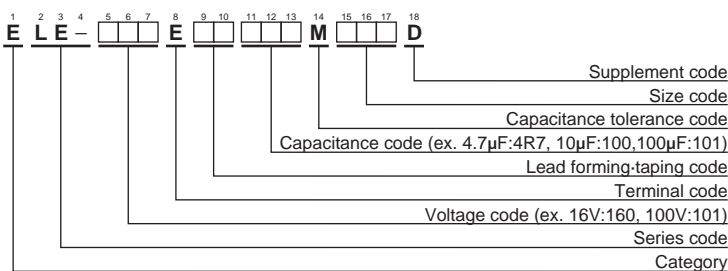 1 2 3 4 5 6 7 8 9 10 11 12 13 14 15 16 17 18
E L E – E M D
Supplement code
Size code
Capacitance tolerance code
Capacitance code (ex. 4.7μF:4R7, 10μF:100,100μF:101)
Lead forming·taping code
Terminal code
Voltage code (ex. 16V:160, 100V:101)
Series code
Category